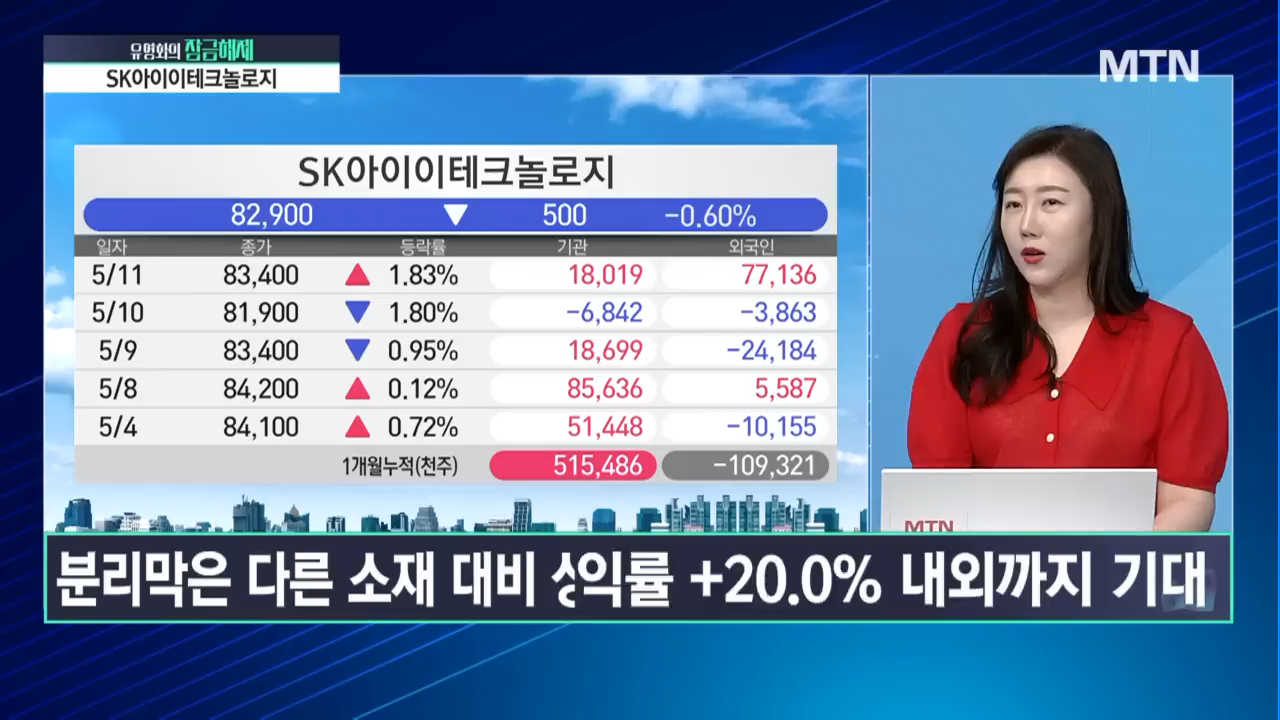 유명화의 잠금해제
SK아이이테크놀로지
MTN
SK아이이테크놀로지
82,900 ▼ 500 -0.60%
일자 종가 등락률 기관 외국인
5/11 83,400 ▲ 1.83% 18,019 77,136
5/10 81,900 ▼ 1.80% -6,842 -3,863
5/9 83,400 ▼ 0.95% 18,699 -24,184
5/8 84,200 ▲ 0.12% 85,636 5,587
5/4 84,100 ▲ 0.72% 51,448 -10,155
1개월누적(천주) 515,486 -109,321
MTN
분리막은 다른 소재 대비 익률 +20.0% 내외까지 기대